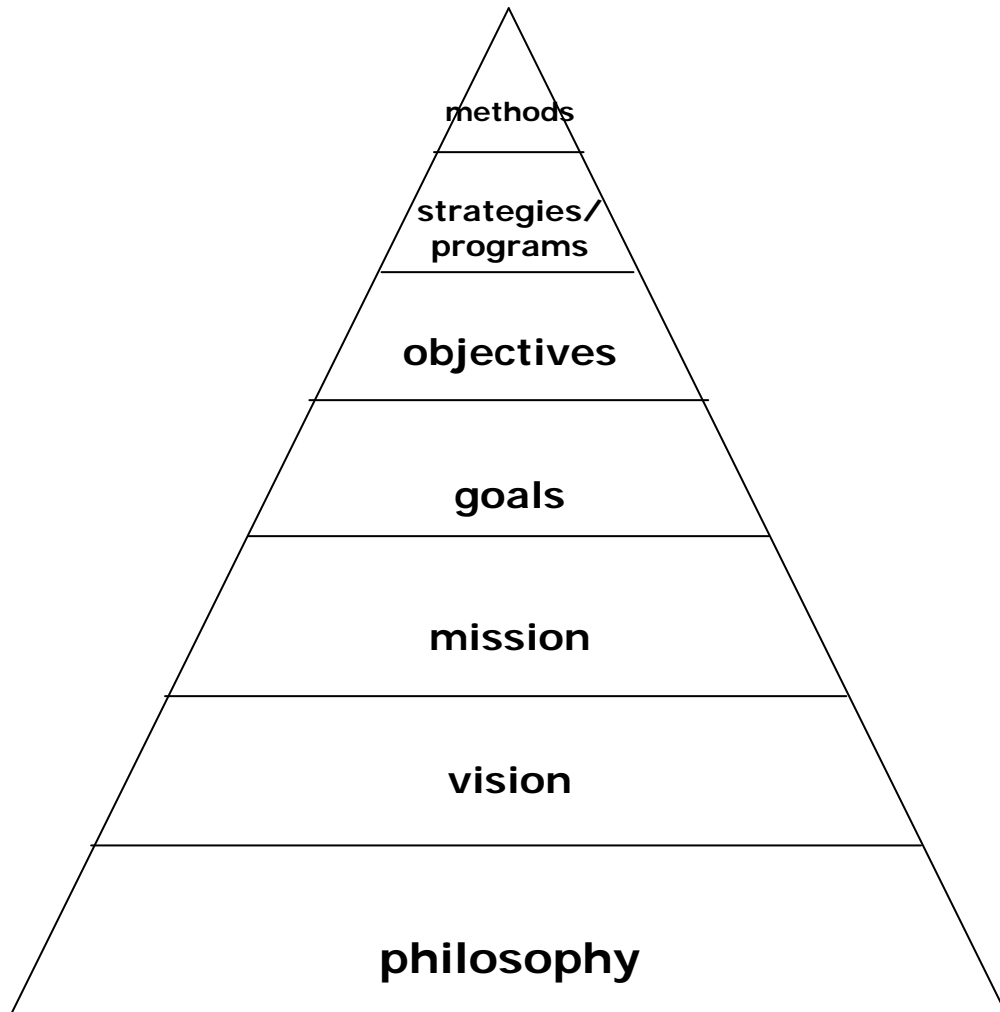 methods
strategies/
programs
objectives
goals
mission
vision
philosophy